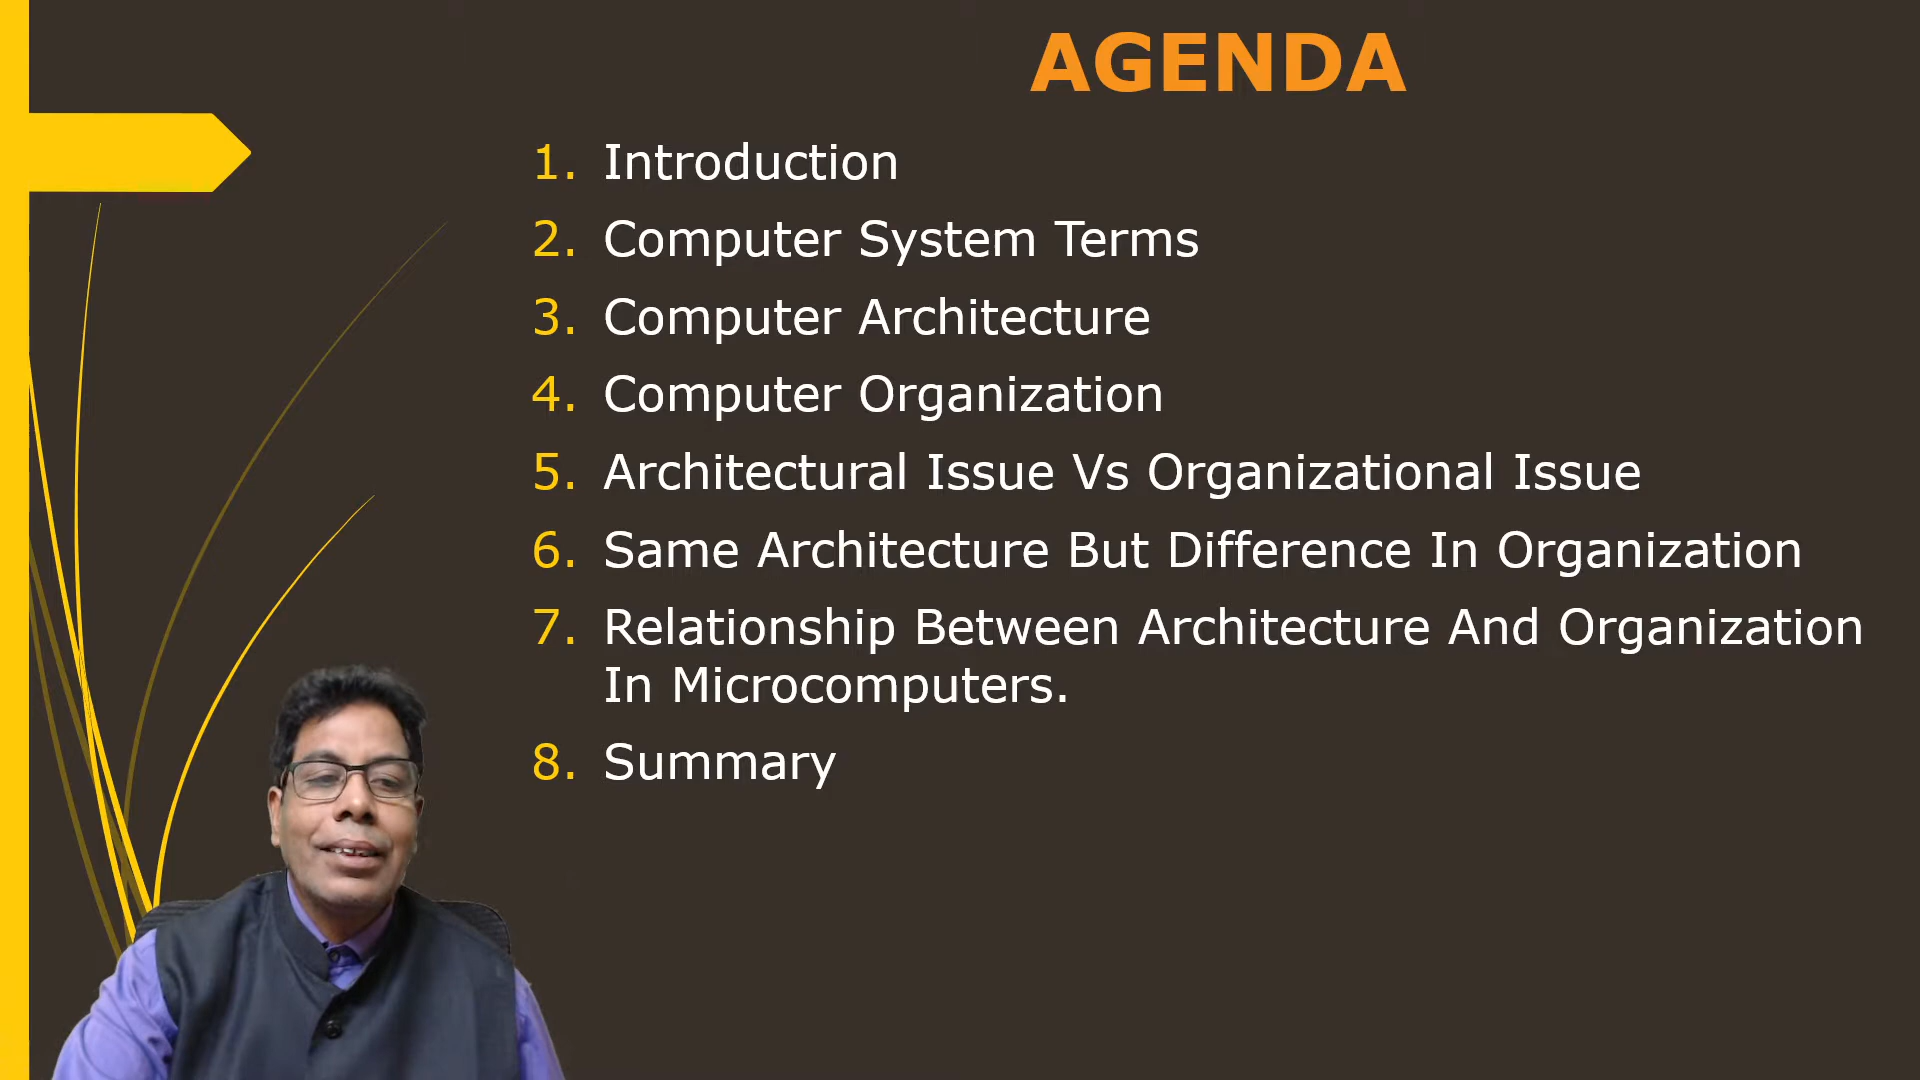 AGENDA
1. Introduction
2. Computer System Terms
3. Computer Architecture
4. Computer Organization
5. Architectural Issue Vs Organizational Issue
6. Same Architecture But Difference In Organization
7. Relationship Between Architecture And Organization
In Microcomputers.
8. Summary